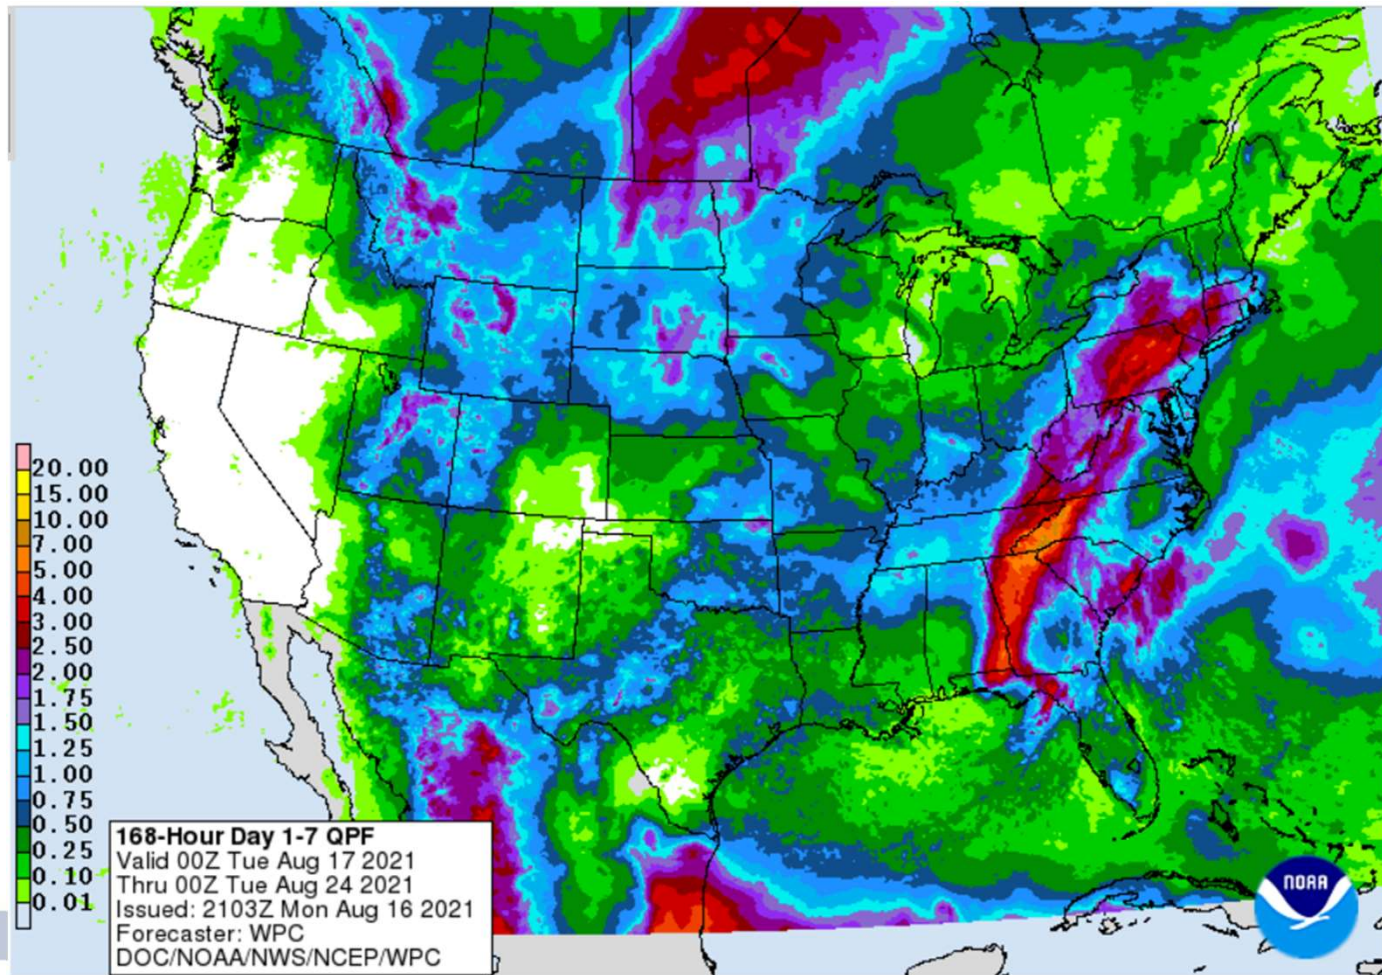 20.00
15.00
10.00
7.00
5.00
4.00
3.00
2.50
2.00
1.75
1.50
1.25
1.00
0.75
0.50
0.25
0.10
0.01
168-Hour Day 1-7 QPF
Valid 00Z Tue Aug 17 2021
Thru 00Z Tue Aug 24 2021
Issued: 2103Z Mon Aug 16 2021
Forecaster: WPC
DOC/NOAA/NWS/NCEP/WPC
NOAA